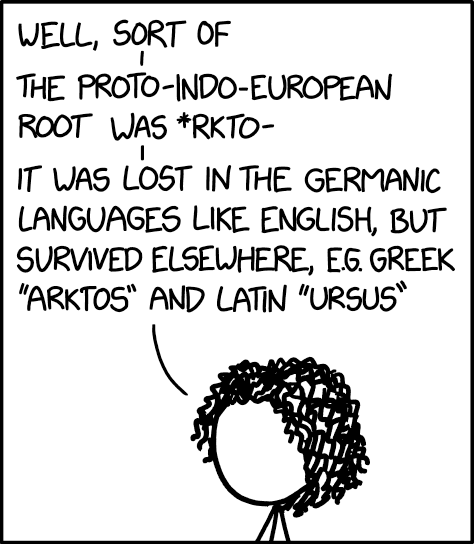 WELL, SORT OF
THE PROTO-INDO-EUROPEAN
ROOT WAS *RKTO-
IT WAS LOST IN THE GERMANIC
LANGUAGES LIKE ENGLISH, BUT
SURVIVED ELSEWHERE, E.G. GREEK
"ARKTOS" AND LATIN "URSUS"